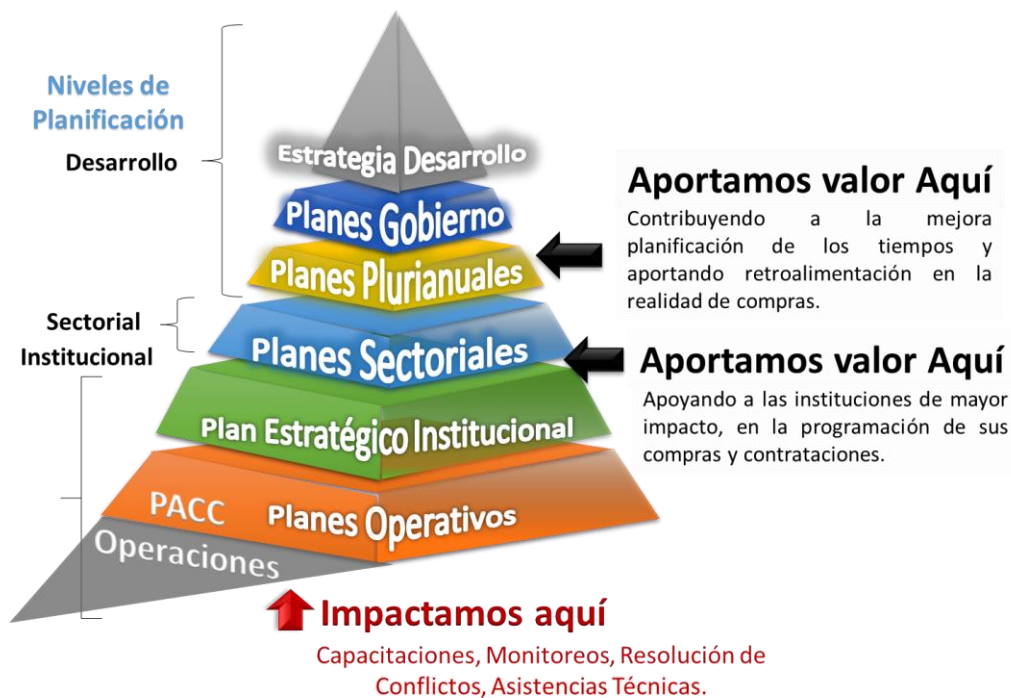 Niveles de
Planificación
Desarrollo
Sectorial
Institucional
Estrategia Desarrollo
Planes Gobierno
Planes Plurianuales
Planes Sectoriales
Plan Estratégico Institucional
PACC Planes Operativos
Operaciones
Aportamos valor Aquí
Contribuyendo a la mejora
planificación de los tiempos y
aportando retroalimentación en la
realidad de compras.
Aportamos valor Aquí
Apoyando a las instituciones de mayor
impacto, en la programación de sus
compras y contrataciones.
Impactamos aquí
Capacitaciones, Monitoreos, Resolución de
Conflictos, Asistencias Técnicas.